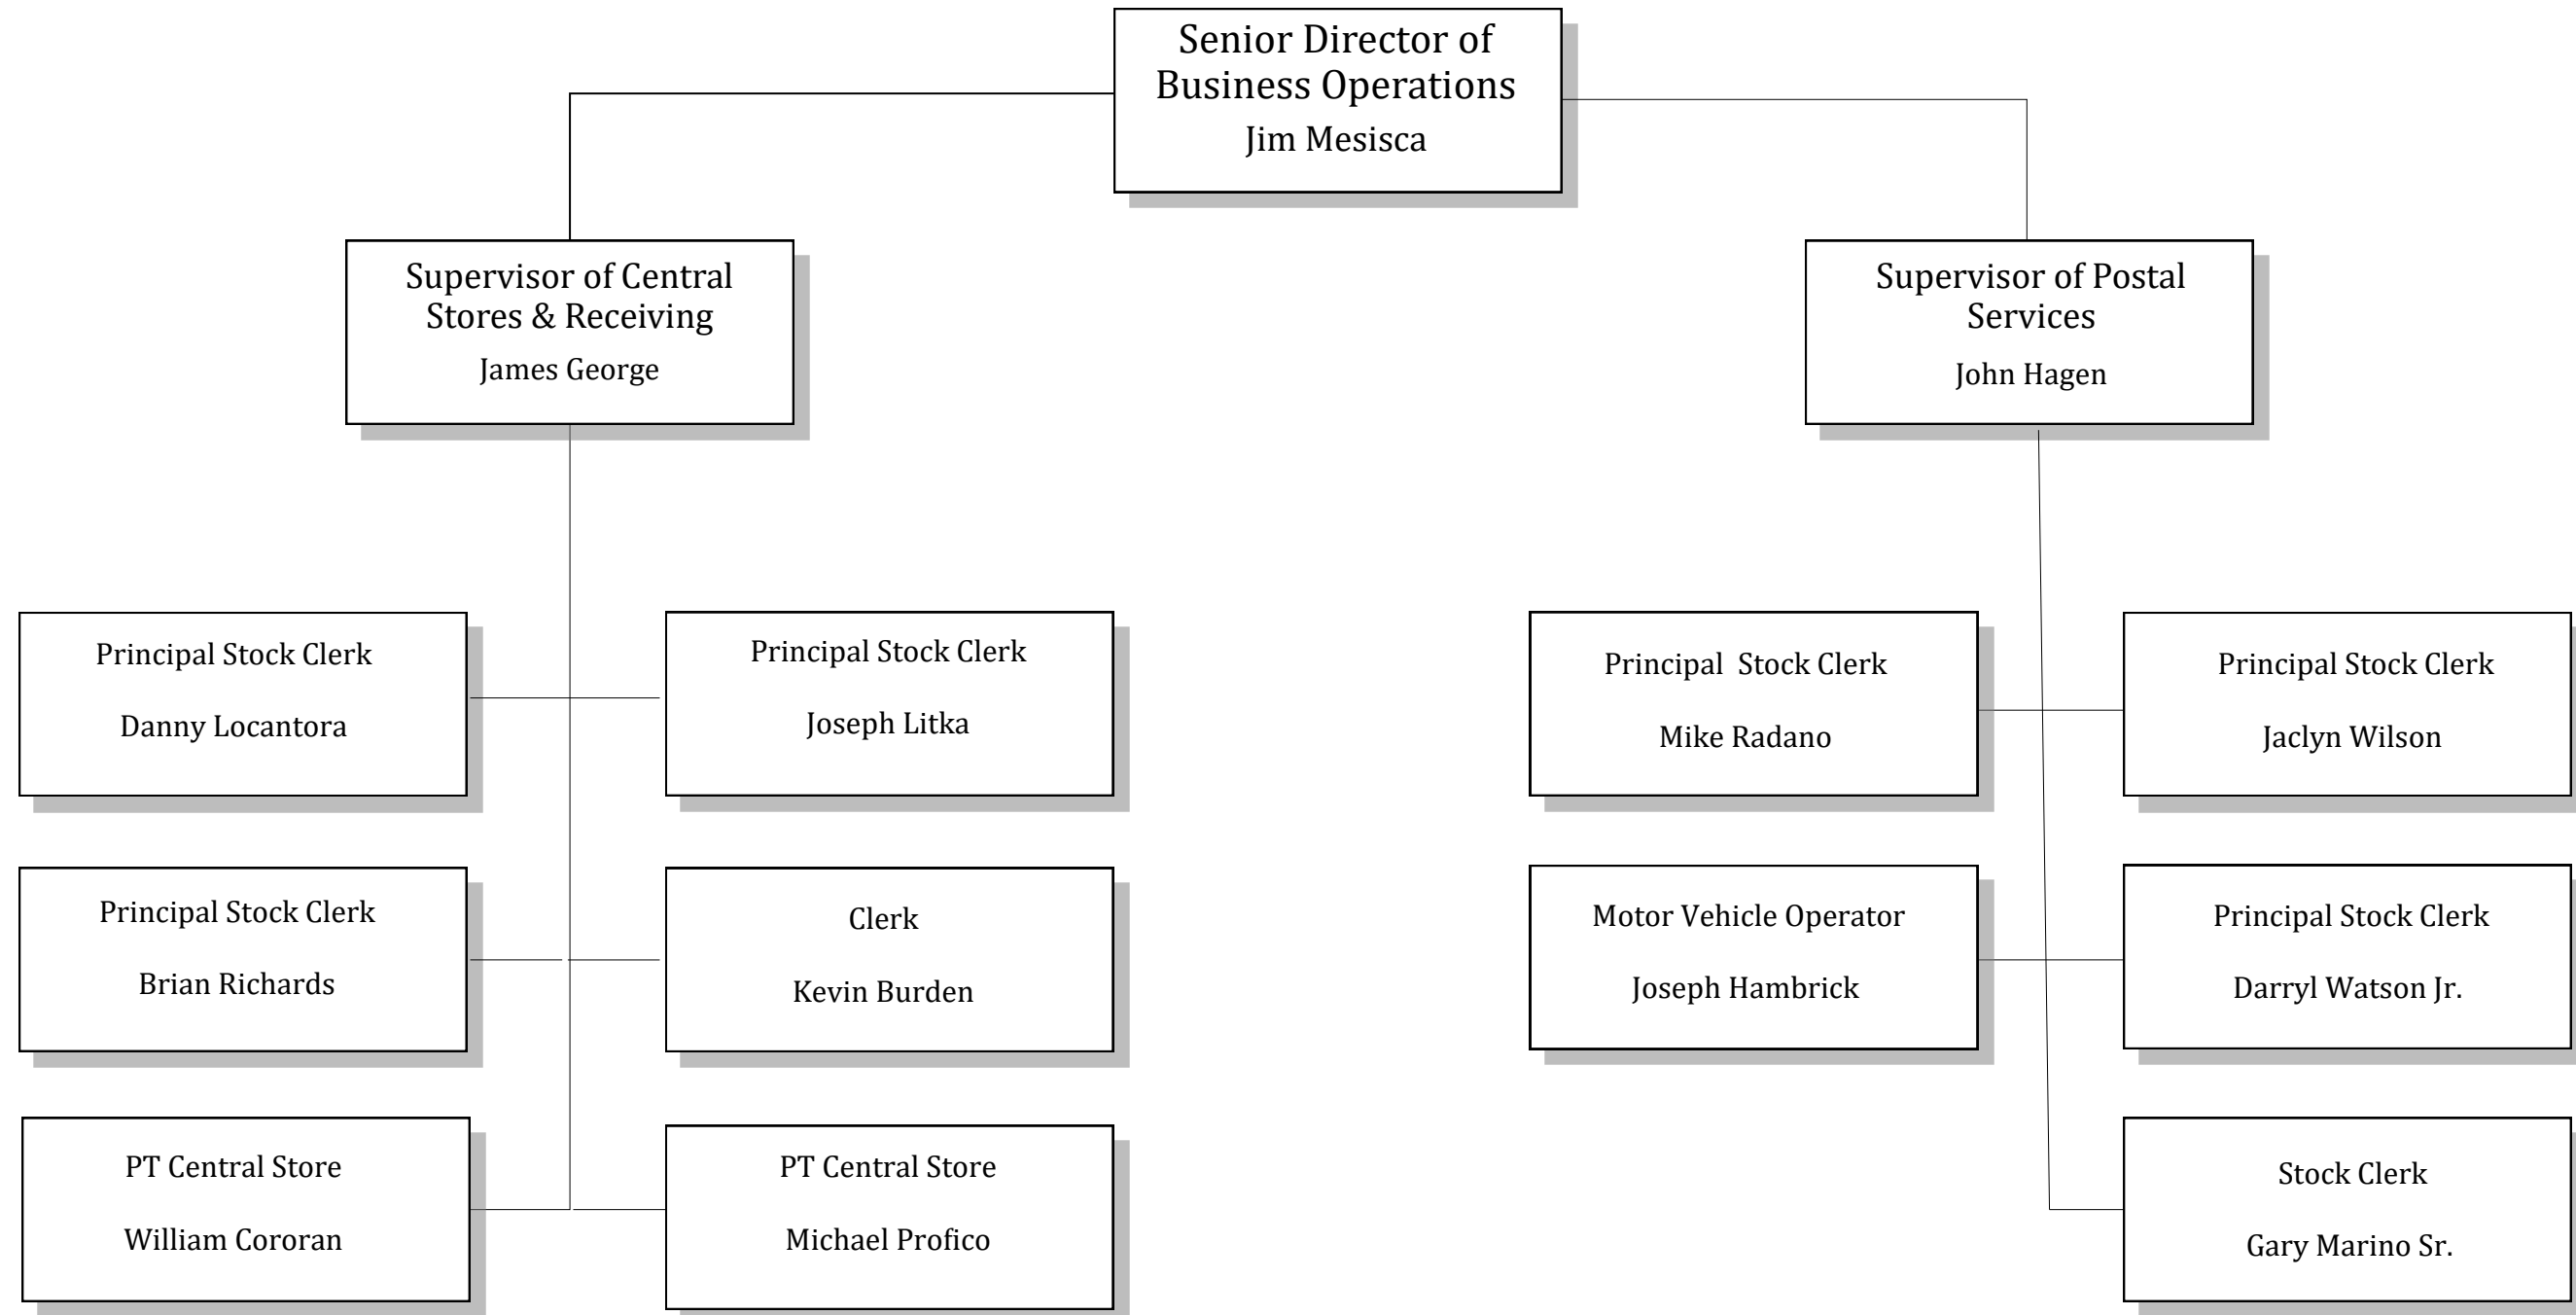 Senior Director of
Business Operations
Jim Mesisca
Supervisor of Central
Stores & Receiving
James George
Supervisor of Postal
Services
John Hagen
Principal Stock Clerk
Danny Locantora
Principal Stock Clerk
Joseph Litka
Principal  Stock Clerk
Mike Radano
Principal Stock Clerk
Jaclyn Wilson
Principal Stock Clerk
Brian Richards
Clerk
Kevin Burden
Motor Vehicle Operator
Joseph Hambrick
Principal Stock Clerk
Darryl Watson Jr.
PT Central Store
William Cororan
PT Central Store
Michael Profico
Stock Clerk
Gary Marino Sr.